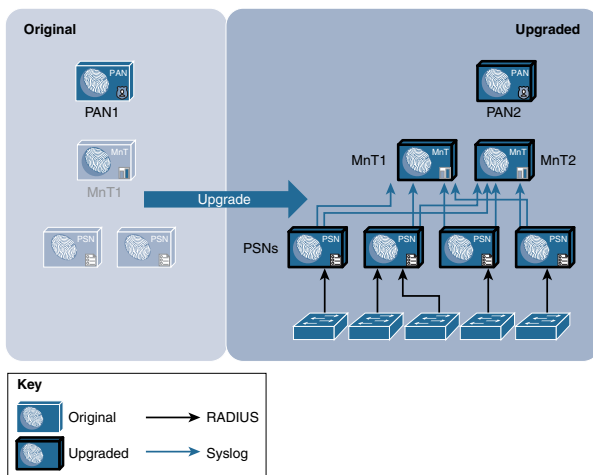 Original
Upgraded
PAN
PAN1
PAN
PAN2
MnT
MnT1
MnT1
MnT
MnT
MnT2
Upgrade
PSN
PSN
PSNs
PSN
PSN
PSN
PSN
Key
Original
RADIUS
Upgraded
Syslog